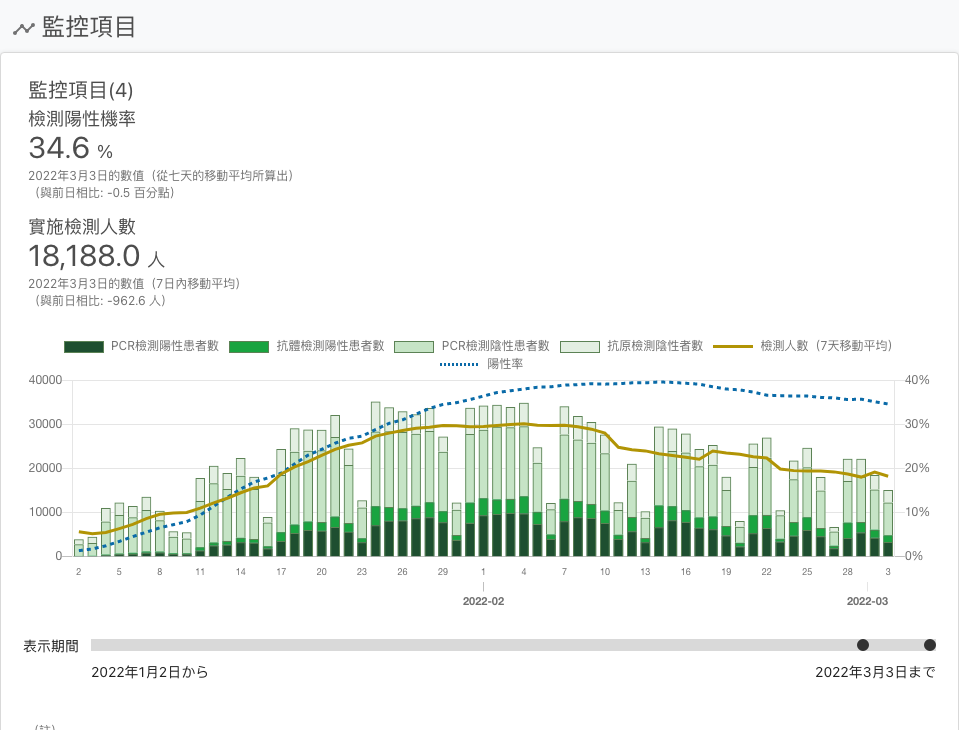 監控項目
監控項目(4)
檢測陽性機率
34.6 %
2022年3月3日的數值（從七天的移動平均所算出）
（與前日相比: -0.5 百分點）
實施檢測人數
18,188.0 人
2022年3月3日的數值（7日內移動平均）
（與前日相比: -962.6 人）
PCR檢測陽性患者數 抗體檢測陽性患者數 PCR檢測陰性患者數 抗原檢測陰性者數 檢測人數（7天移動平均）
陽性率
40000 40%
30000 30%
20000 20%
10000 10%
0 0%
2 5 8 11 14 17 20 23 26 29 1 4 7 10 13 16 19 22 25 28 3
2022-02 2022-03
表示期間
2022年1月2日から 2022年3月3日まで
（註）